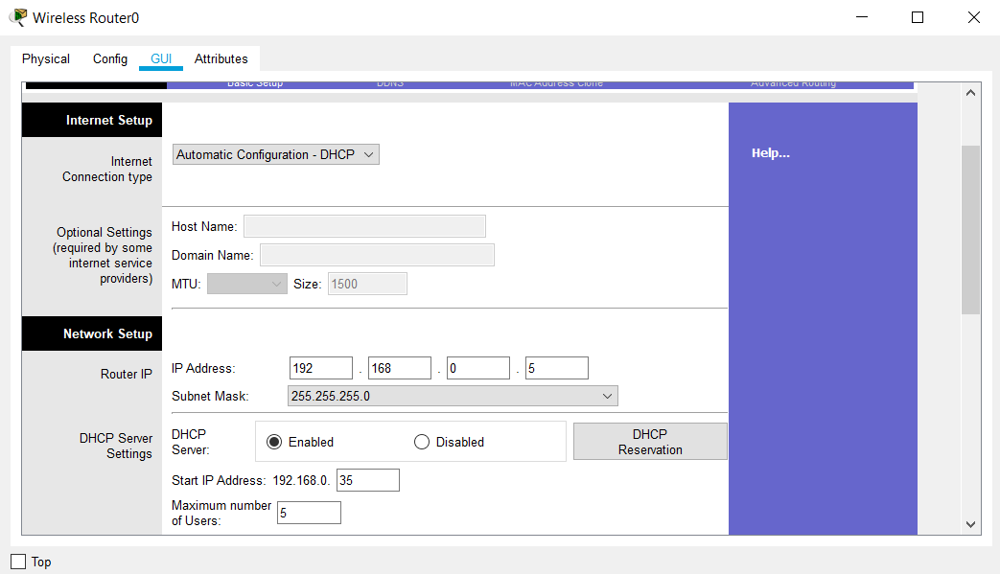 Wireless Router0
Physical Config GUI Attributes
Basic Setup DDNS MAC Address Clone Advanced Routing
Internet Setup
Help...
Internet
Connection type
Automatic Configuration - DHCP
Optional Settings
(required by some
internet service
providers)
Host Name:
Domain Name:
MTU: Size: 1500
Network Setup
Router IP
IP Address: 192 . 168 . 0 . 5
Subnet Mask: 255.255.255.0
DHCP Server
Settings
DHCP
Server:
Enabled Disabled
DHCP
Reservation
Start IP Address: 192.168.0. 35
Maximum number
of Users:
5
Top